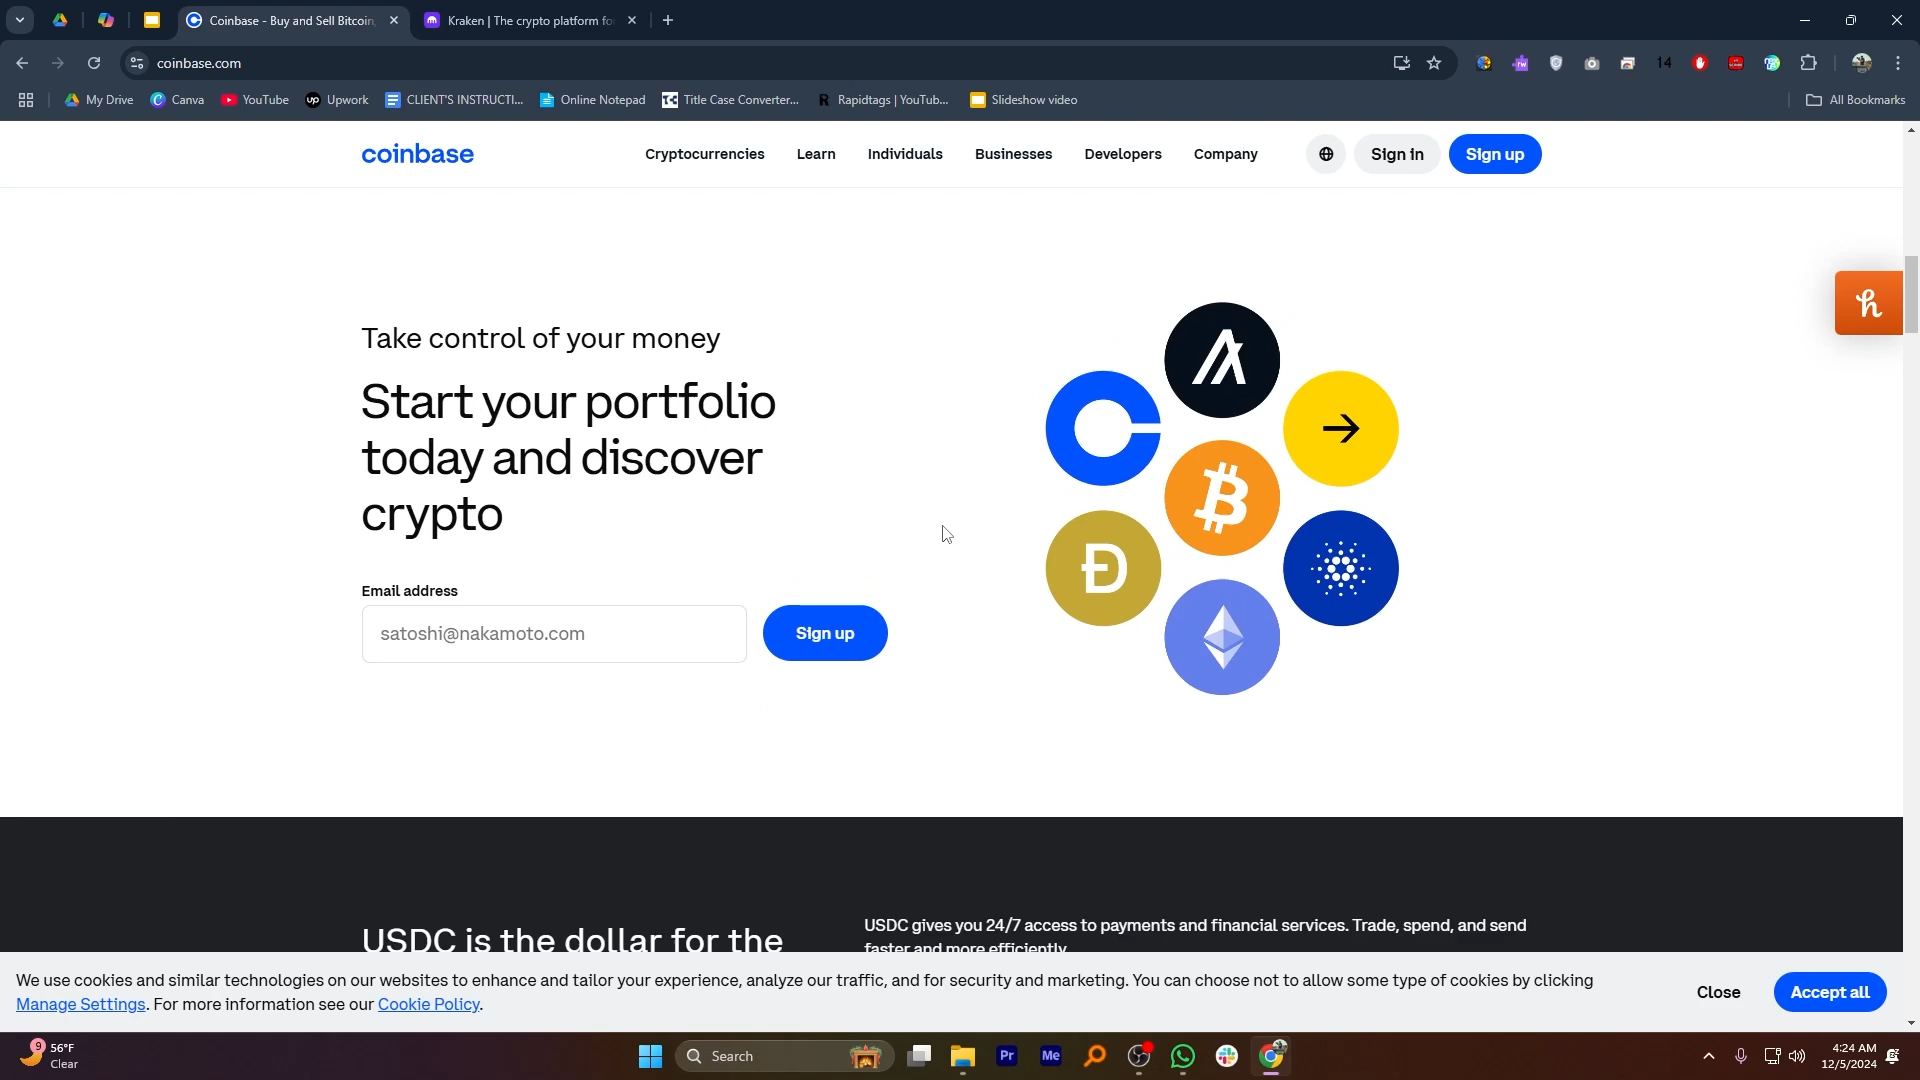 Coinbase - Buy and Sell Bitcoin,
Kraken | The crypto platform fo
coinbase.com
14
My Drive
Canva
YouTube
up Upwork
CLIENT'S INSTRUCTI...
Online Notepad
Title Case Converter...
R Rapidtags | YouTub...
Slideshow video
All Bookmarks
coinbase
Cryptocurrencies
Learn
Individuals
Businesses
Developers
Company
Sign in
Sign up
Take control of your money
Start your portfolio
today and discover
crypto
Email address
satoshi@nakamoto.com
Sign up
USDC is the dollar for the
USDC gives you 24/7 access to payments and financial services. Trade, spend, and send
faster and more efficiently.
We use cookies and similar technologies on our websites to enhance and tailor your experience, analyze our traffic, and for security and marketing. You can choose not to allow some type of cookies by clicking
Manage Settings. For more information see our Cookie Policy.
Close
Accept all
9
56°F
Clear
Search
Pr
Me
4:24 AM
12/5/2024